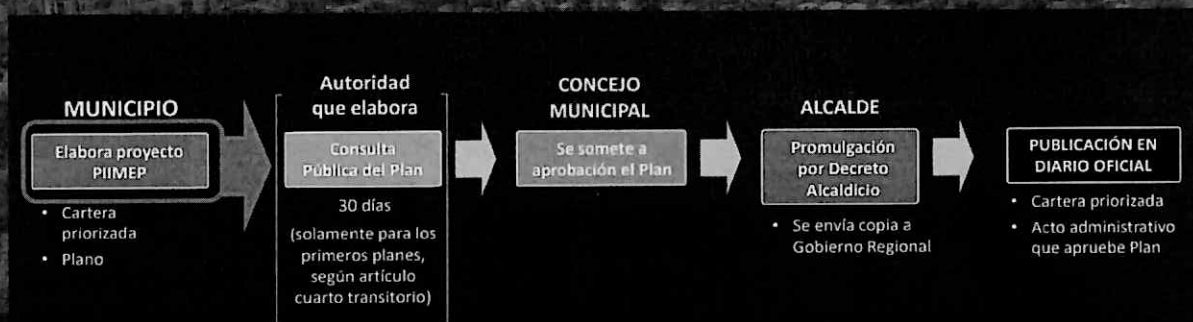 MUNICIPIO
Elabora proyecto
PIIMEP
• Cartera
priorizada
• Plano
Autoridad
que elabora
Consulta
Pública del Plan
30 días
(solamente para los
primeros planes,
según artículo
cuarto transitorio)
CONCEJO
MUNICIPAL
Se somete a
aprobación el Plan
ALCALDE
Promulgación
por Decreto
Alcaldicio
• Se envía copia a
Gobierno Regional
PUBLICACIÓN EN
DIARIO OFICIAL
• Cartera priorizada
• Acto administrativo
que apruebe Plan